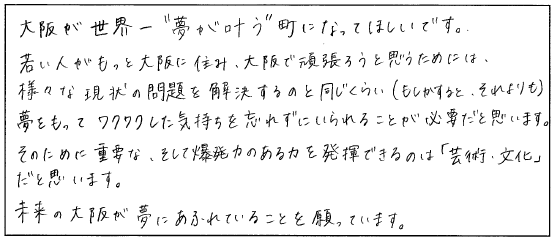 大阪が世界一"夢が叶う"町になってほしいです。
若い人がもっと大阪に住み、大阪で頑張ろうと思うためには、
様々な現状の問題を解決するのと同じくらい(もしかすると、それよりも)
夢をもってワクワクした気持ちを忘れずにいられることが必要だと思います。
そのために重要な、そして爆発力のある力を発揮できるのは「芸術・文化」
だと思います。
未来の大阪が夢にあふれていることを願っています。